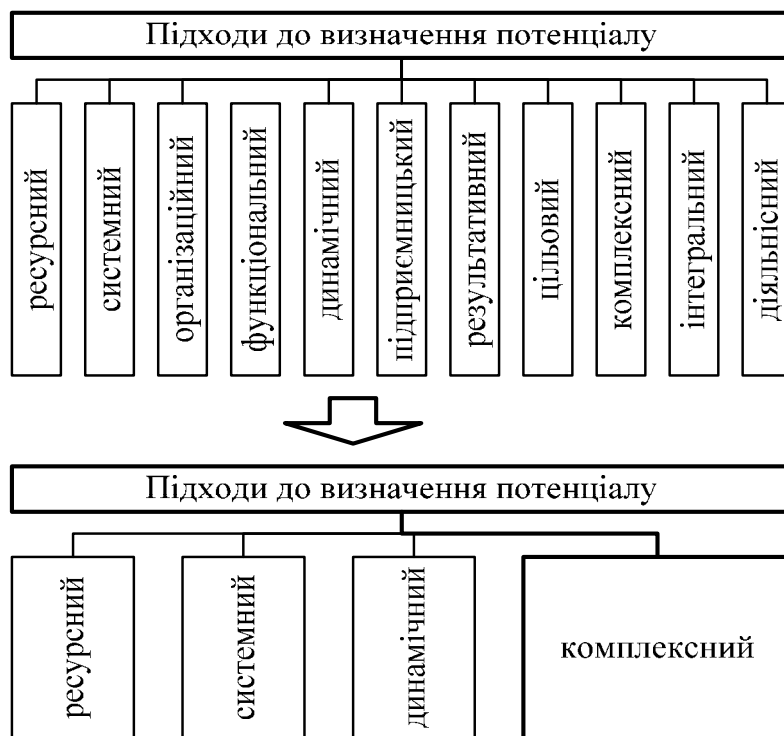 Підходи до визначення потенціалу
ресурсний
системний
організаційний
функціональний
динамічний
підприємницький
результативний
цільовий
комплексний
інтегральний
діяльнісний
Підходи до визначення потенціалу
ресурсний
системний
динамічний
комплексний